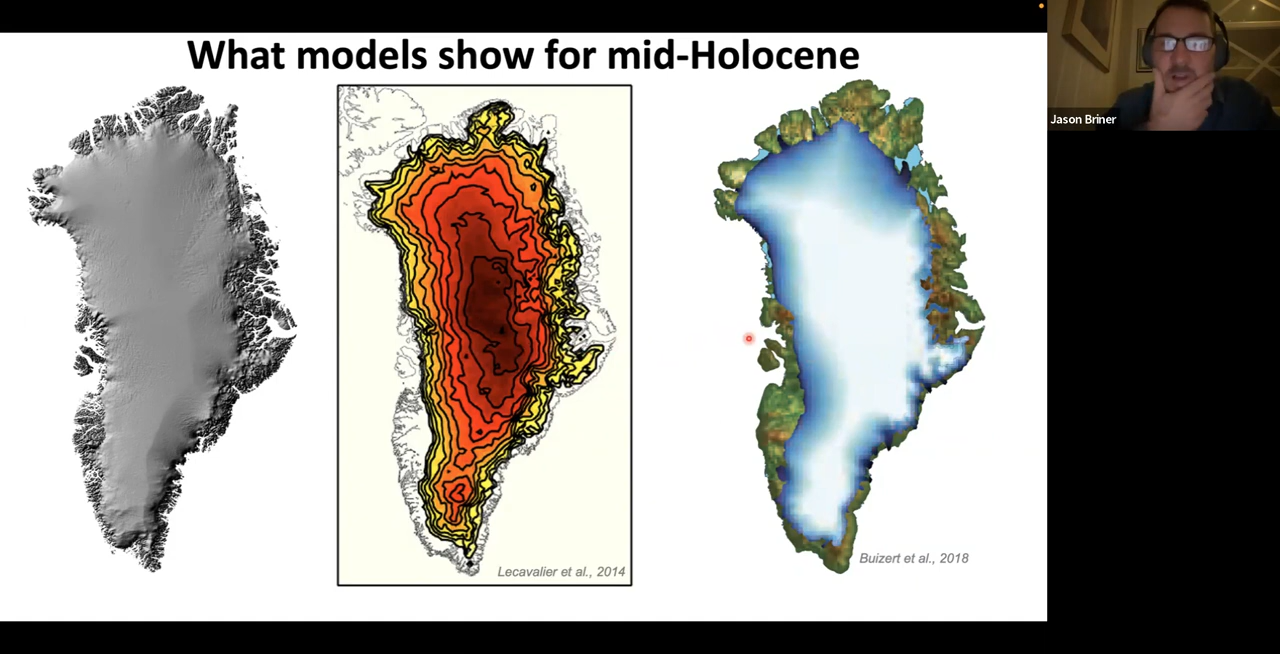 What models show for mid-Holocene
Jason Briner
Lecavalier et al., 2014
Buizert et al., 2018